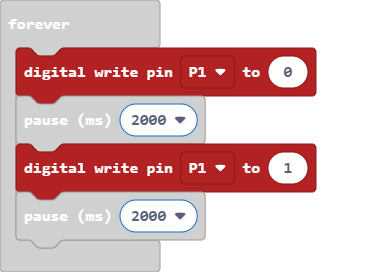 forever
digital write pin P1 to 0
pause (ms) 2000
digital write pin P1 to 1
pause (ms) 2000